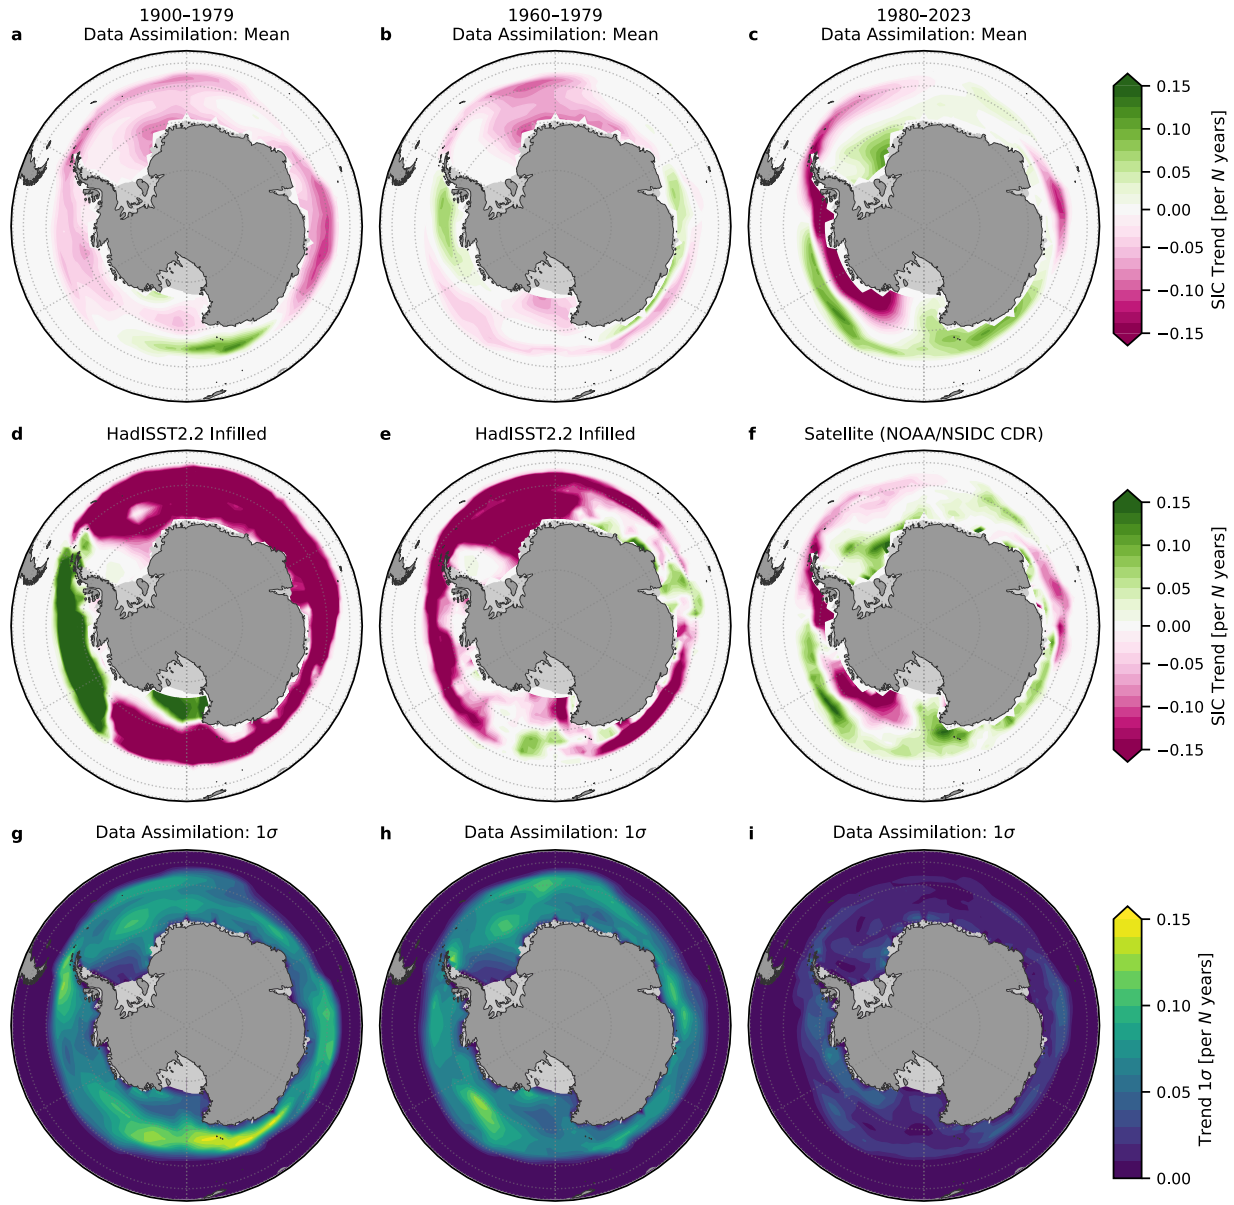 1900–1979
1960–1979
1980–2023
a Data Assimilation: Mean
b Data Assimilation: Mean
c Data Assimilation: Mean
0.15
0.10
0.05
0.00
−0.05
−0.10
−0.15
SIC Trend [per N years]
d HadISST2.2 Infilled
e HadISST2.2 Infilled
f Satellite (NOAA/NSIDC CDR)
0.15
0.10
0.05
0.00
−0.05
−0.10
−0.15
SIC Trend [per N years]
g Data Assimilation: 1σ
h Data Assimilation: 1σ
i Data Assimilation: 1σ
0.15
0.10
0.05
0.00
Trend 1σ [per N years]